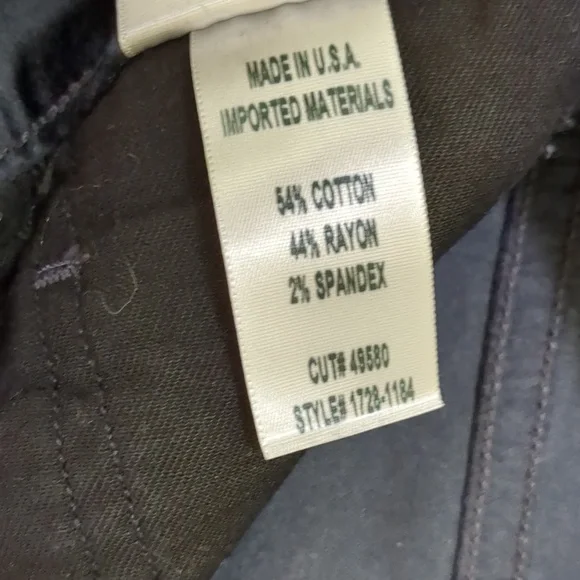 MADE IN U.S.A.
IMPORTED MATERIALS
54% COTTON
44% RAYON
2% SPANDEX
CUT# 49580
STYLE# 1728-1184